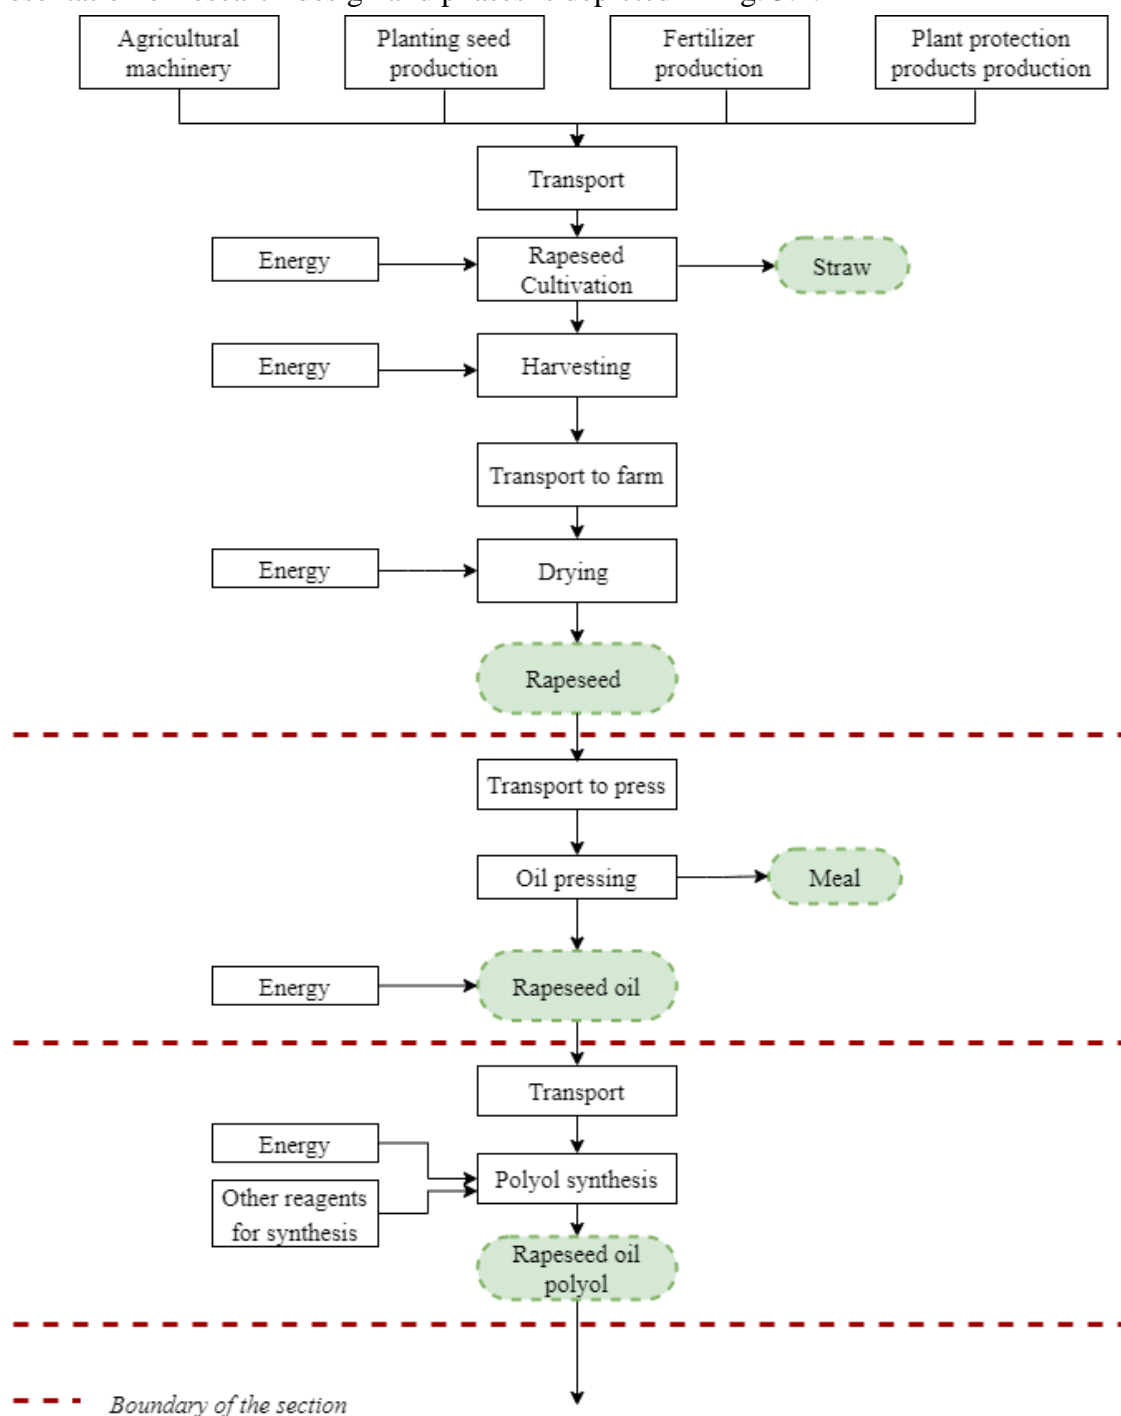 Agricultural
machinery
Planting seed
production
Fertilizer
production
Plant protection
products production
Transport
Energy
Rapeseed
Cultivation
Straw
Energy
Harvesting
Transport to farm
Energy
Drying
Rapeseed
Transport to press
Oil pressing
Meal
Energy
Rapeseed oil
Transport
Energy
Polyol synthesis
Other reagents
for synthesis
Rapeseed oil
polyol
Boundary of the section